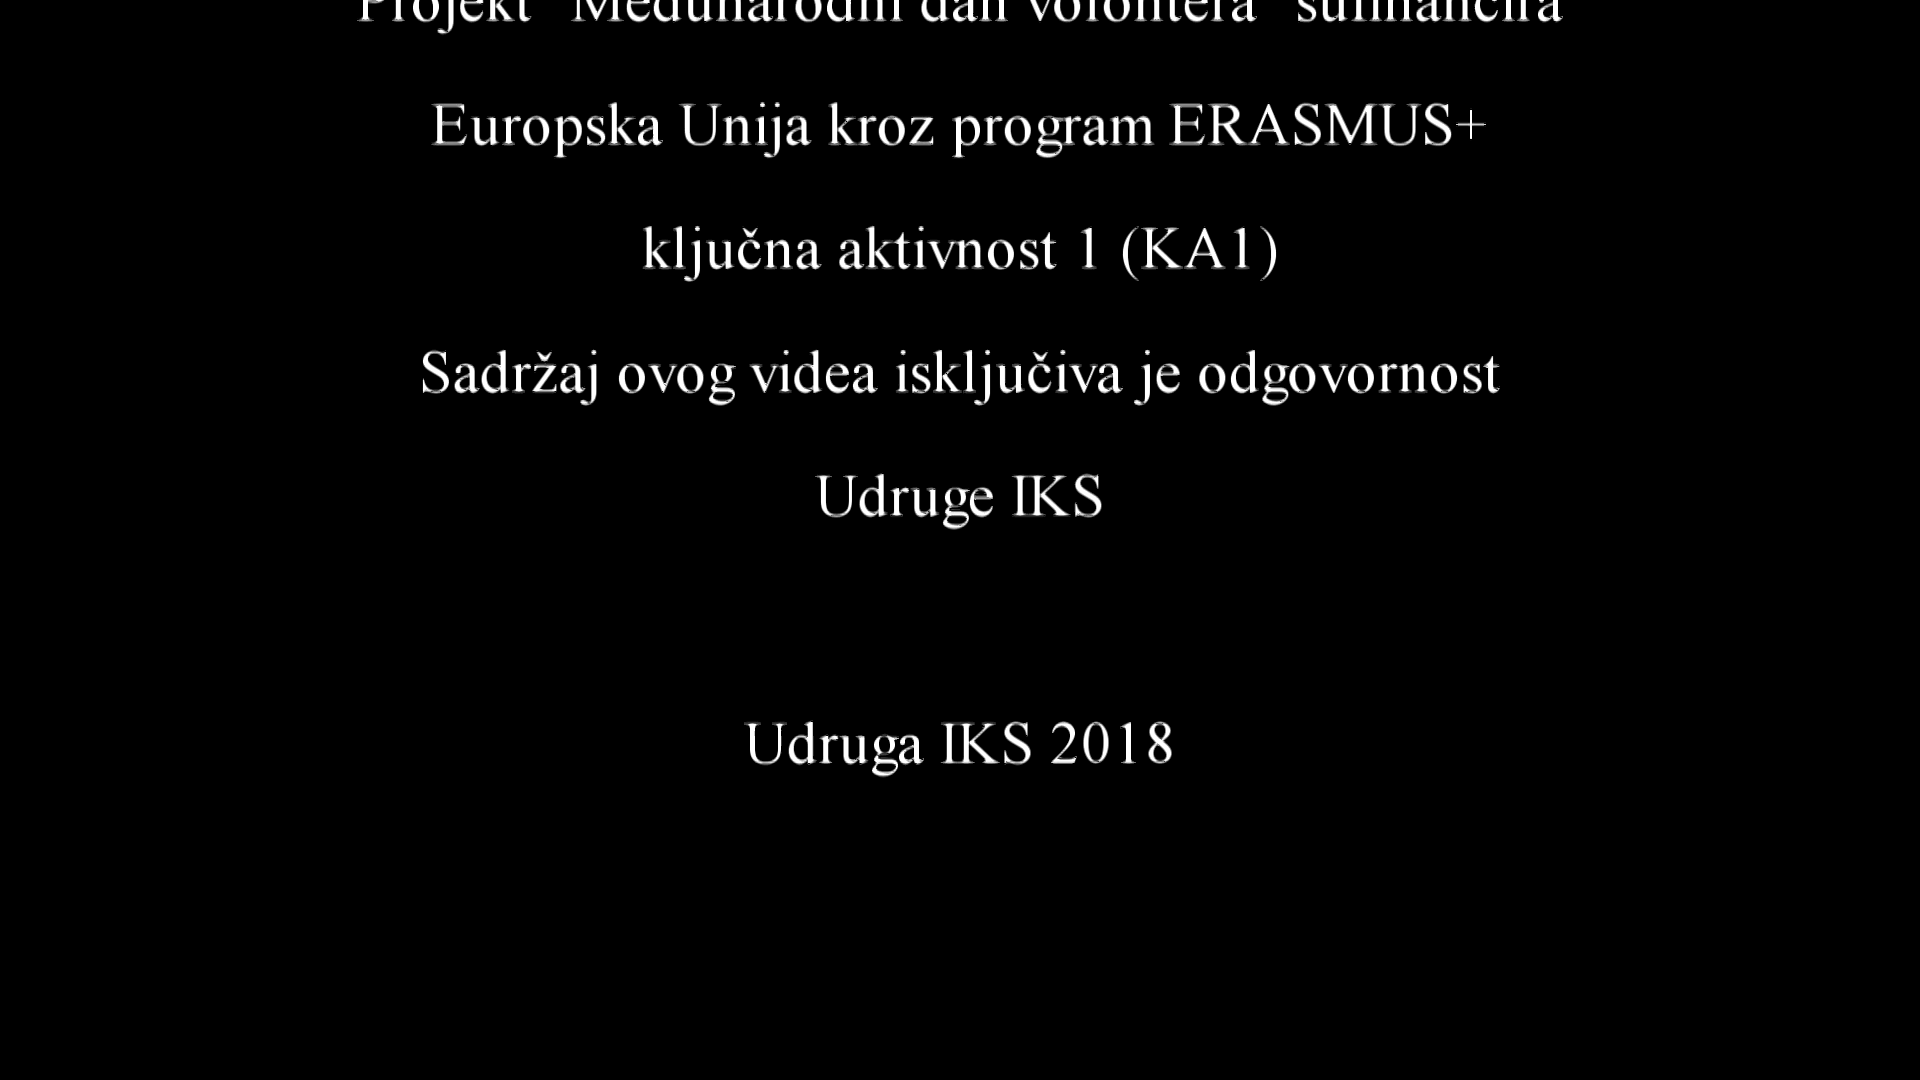 Projekt "Međunarodni dan volontera" sufinancira
Europska Unija kroz program ERASMUS+
ključna aktivnost 1 (KA1)
Sadržaj ovog videa isključiva je odgovornost
Udruge IKS
Udruga IKS 2018